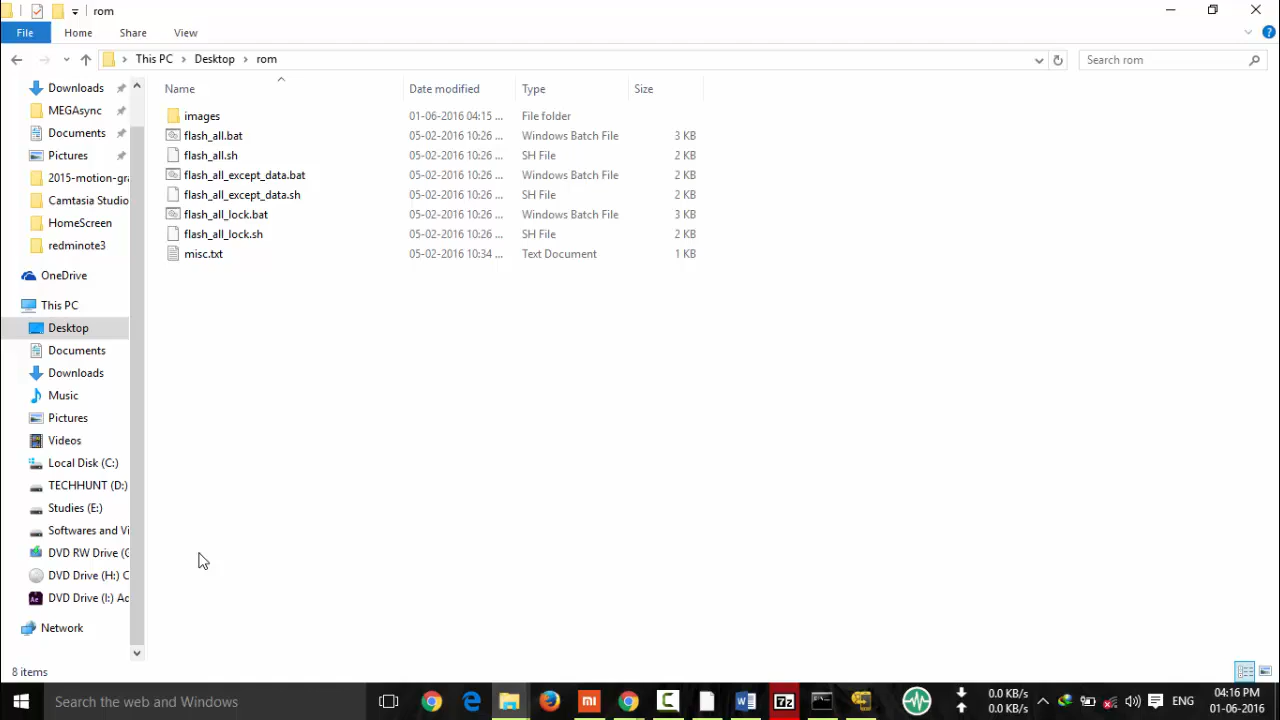 rom
File Home Share View
This PC Desktop rom Search rom
Name Date modified Type Size
images 01-06-2016 04:15 ... File folder
flash_all.bat 05-02-2016 10:26 ... Windows Batch File 3 KB
flash_all.sh 05-02-2016 10:26 ... SH File 2 KB
flash_all_except_data.bat 05-02-2016 10:26 ... Windows Batch File 2 KB
flash_all_except_data.sh 05-02-2016 10:26 ... SH File 2 KB
flash_all_lock.bat 05-02-2016 10:26 ... Windows Batch File 3 KB
flash_all_lock.sh 05-02-2016 10:26 ... SH File 2 KB
misc.txt 05-02-2016 10:34 ... Text Document 1 KB
Downloads
MEGAsync
Documents
Pictures
2015-motion-gra
Camtasia Studio
HomeScreen
redminote3
OneDrive
This PC
Desktop
Documents
Downloads
Music
Pictures
Videos
Local Disk (C:)
TECHHUNT (D:)
Studies (E:)
Softwares and Vi
DVD RW Drive (G
DVD Drive (H:) C
DVD Drive (I:) Ad
Network
8 items
Search the web and Windows
mi
7z
0.0 KB/s
0.0 KB/s
ENG
04:16 PM
01-06-2016